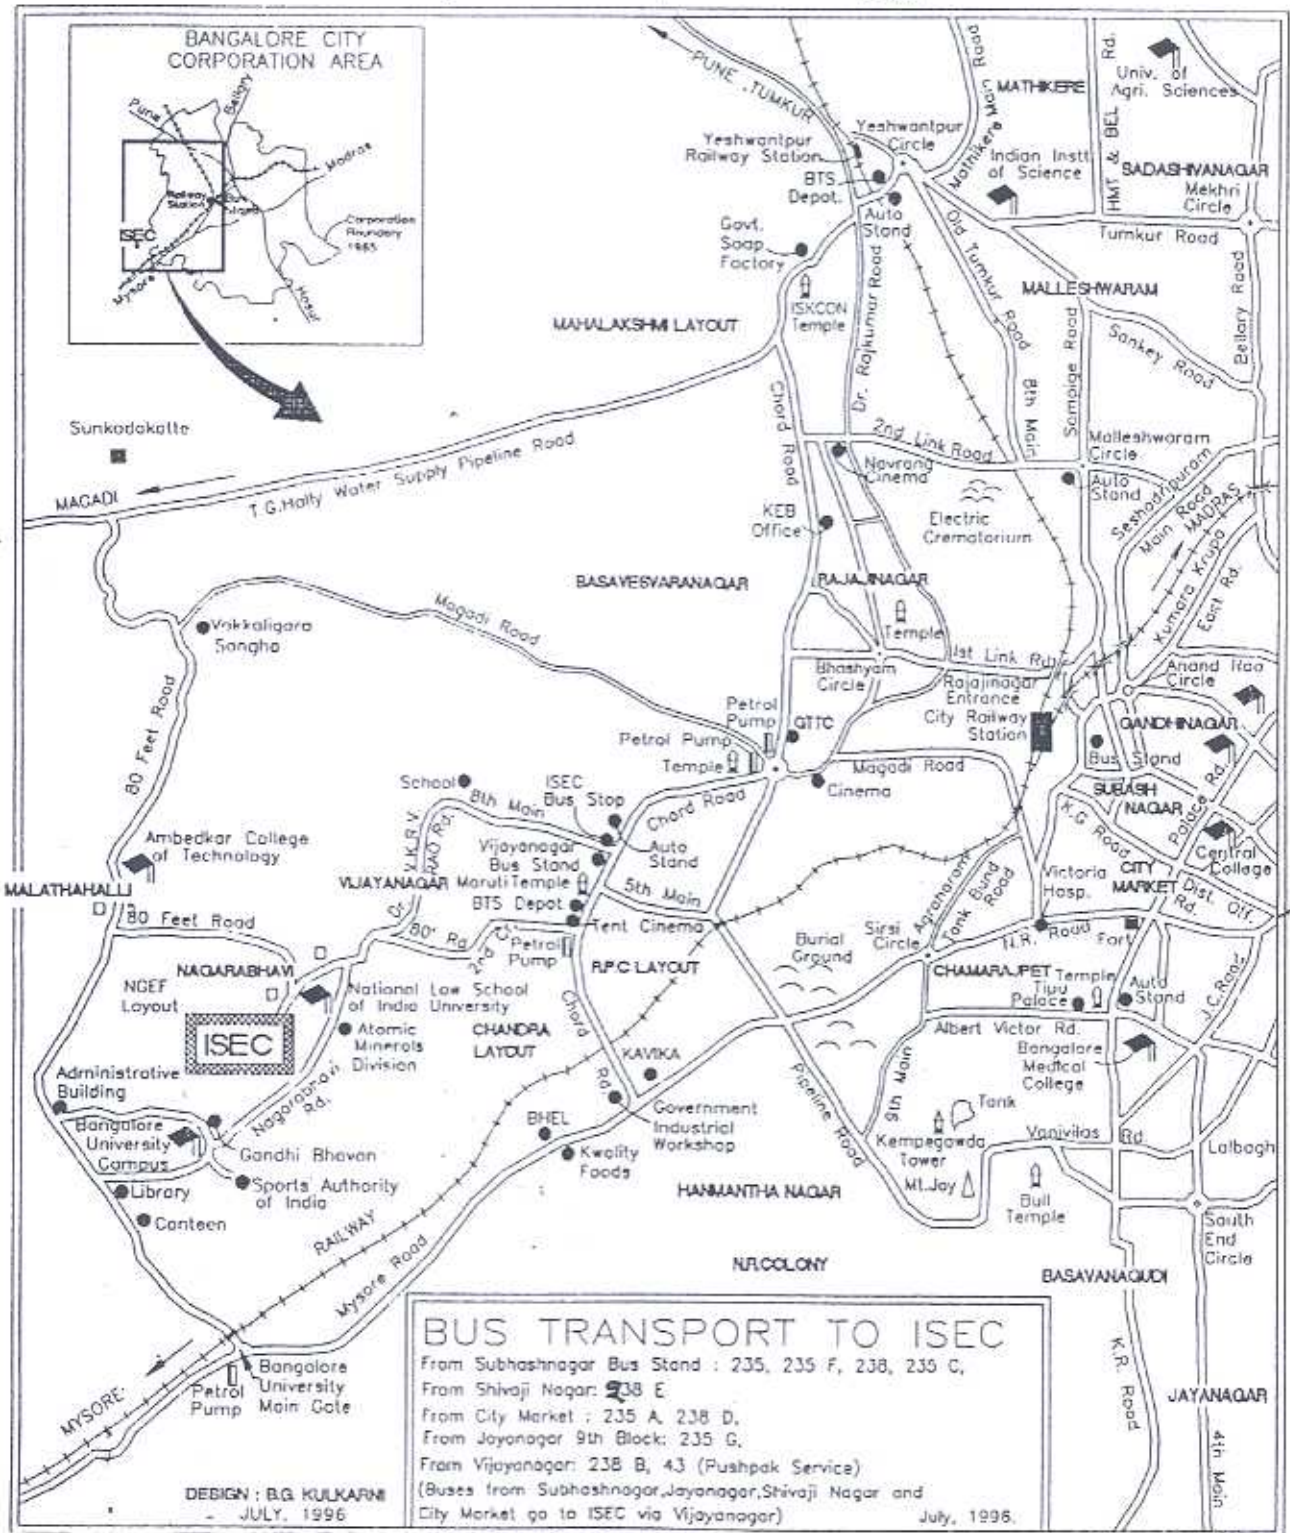 BANGALORE CITY
CORPORATION AREA
Pune
Bellary
Madras
Railway
Station
Bus
Stand
ISEC
Corporation
Boundary
1985
Mysore
Hosur
PUNE, TUMKUR
Mathikere Main Road
MATHIKERE
HMT & BEL Rd.
Univ. of
Agri. Sciences
Yeshwantpur
Circle
Yeshwantpur
Railway Station
BTS
Depot.
Auto
Stand
Indian Instt.
of Science
SADASHIVANAGAR
Mekhri
Circle
Tumkur Road
Govt.
Soap
Factory
ISKCON
Temple
Dr. Rajkumar Road
Old Tumkur Road
MALLESHWARAM
Bellary Road
MAHALAKSHMI LAYOUT
Sankey Road
Sampige Road
8th Main
Chord Road
2nd Link Road
Navrang
Cinema
Malleshwaram
Circle
Auto
Stand
Seshadripuram
Main Road
MADRAS
Sunkadakatte
MAGADI
T.G.Hally Water Supply Pipeline Road
KEB
Office
Electric
Crematorium
Kumara Krupa
East Rd.
BASAVESVARANAGAR
RAJAJINAGAR
Temple
Magadi Road
Vakkaligara
Sangha
1st Link Rd.
Bhashyam
Circle
Rajajinagar
Entrance
Anand Rao
Circle
City Railway
Station
GANDHINAGAR
Bus Stand
80 Feet Road
Petrol
Pump
GTTC
Petrol Pump
Temple
Magadi Road
Cinema
SUBASH
NAGAR
Palace Rd.
School
ISEC
Bus Stop
8th Main
Chord Road
K.G Road
Ambedkar College
of Technology
Dr. V.K.R.V.
RAO Rd.
Vijayanagar
Bus Stand
Auto
Stand
Central
College
MALATHAHALLI
VIJAYANAGAR
Maruti Temple
5th Main
BTS Depot
Tent Cinema
Victoria
Hosp.
CITY
MARKET
Rd.
Dist. Off.
Agraharam
Tank Bund
Road
80 Feet Road
80' Rd
2nd
Petrol
Pump
Sirsi
Circle
N.R. Road
Fort
Burial
Ground
NAGARABHAVI
R.P.C LAYOUT
CHAMARAJPET
Temple
Tipu
Palace
Auto
Stand
J.C.Road
NGEF
Layout
National Law School
of India University
ISEC
Atomic
Minerals
Division
CHANDRA
LAYOUT
Chord
Rd
KAVIKA
Albert Victor Rd.
Bangalore
Medical
College
Administrative
Building
Nagarabhavi
Rd.
Pipeline Road
5th Main
Tank
Bangalore
University
Campus
Gandhi Bhavan
BHEL
Government
Industrial
Workshop
Kempegowda
Tower
Vanivilas Rd.
Lalbagh
Kwality
Foods
Library
Sports Authority
of India
HANMANTHA NAGAR
Mt.Joy
Bull
Temple
Canteen
RAILWAY
South
End
Circle
Mysore Road
N.R.COLONY
BASAVANAGUDI
K.R. Road
JAYANAGAR
4th Main
MYSORE
Petrol
Pump
Bangalore
University
Main Gate
DESIGN : B.G. KULKARNI
JULY, 1996
BUS TRANSPORT TO ISEC
From Subhashnagar Bus Stand : 235, 235 F, 238, 235 C,
From Shivaji Nagar: 238 E
From City Market : 235 A, 238 D,
From Jayanagar 9th Block: 235 G,
From Vijayanagar: 238 B, 43 (Pushpak Service)
(Buses from Subhashnagar,Jayanagar,Shivaji Nagar and
City Market go to ISEC via Vijayanagar)
July, 1996.